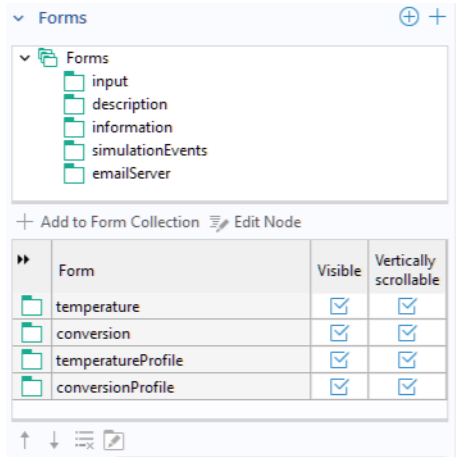 Forms
Forms
input
description
information
simulationEvents
emailServer
Add to Form Collection Edit Node
Form Visible Vertically
scrollable
temperature
conversion
temperatureProfile
conversionProfile